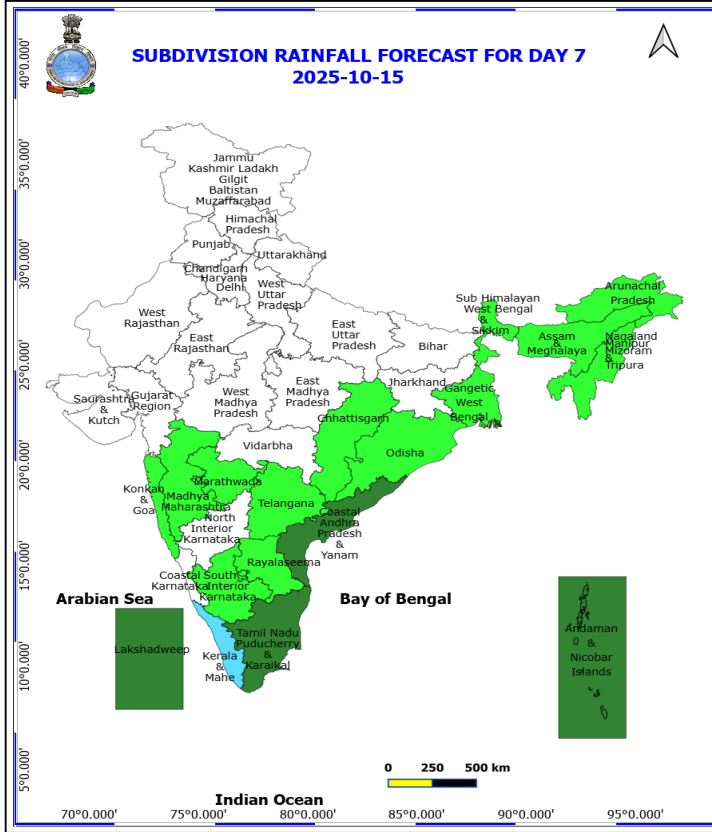 SUBDIVISION RAINFALL FORECAST FOR DAY 7
2025-10-15
40°0.000'
35°0.000'
30°0.000'
25°0.000'
20°0.000'
15°0.000'
10°0.000'
5°0.000'
Jammu
Kashmir Ladakh
Gilgit
Baltistan
Muzaffarabad
Himachal
Pradesh
Punjab
Uttarakhand
Chandigarh
Haryana
Delhi
West
Uttar
Pradesh
West
Rajasthan
East
Rajasthan
East
Uttar
Pradesh
Bihar
Sub Himalayan
West Bengal
&
Sikkim
Arunachal
Pradesh
Assam
&
Meghalaya
Nagaland
Manipur
Mizoram
&
Tripura
Saurashtra
&
Kutch
Gujarat
Region
West
Madhya
Pradesh
East
Madhya
Pradesh
Jharkhand
Gangetic
West
Bengal
Chhattisgarh
Odisha
Vidarbha
Konkan
&
Goa
Madhya
Maharashtra
Marathwada
Telangana
North
Interior
Karnataka
Coastal
Andhra
Pradesh
&
Yanam
Rayalaseema
Coastal
Karnataka
South
Interior
Karnataka
Arabian Sea
Bay of Bengal
Lakshadweep
Kerala
&
Mahe
Tamil Nadu
Puducherry
&
Karaikal
Andaman
&
Nicobar
Islands
0 250 500 km
Indian Ocean
70°0.000' 75°0.000' 80°0.000' 85°0.000' 90°0.000' 95°0.000'